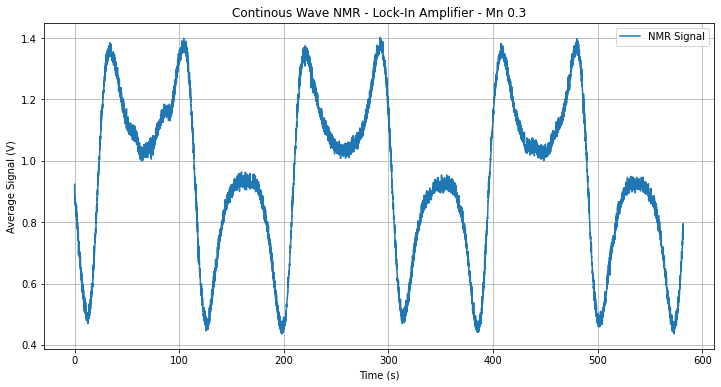 Continous Wave NMR - Lock-In Amplifier - Mn 0.3
NMR Signal
Average Signal (V)
1.4
1.2
1.0
0.8
0.6
0.4
0 100 200 300 400 500 600
Time (s)